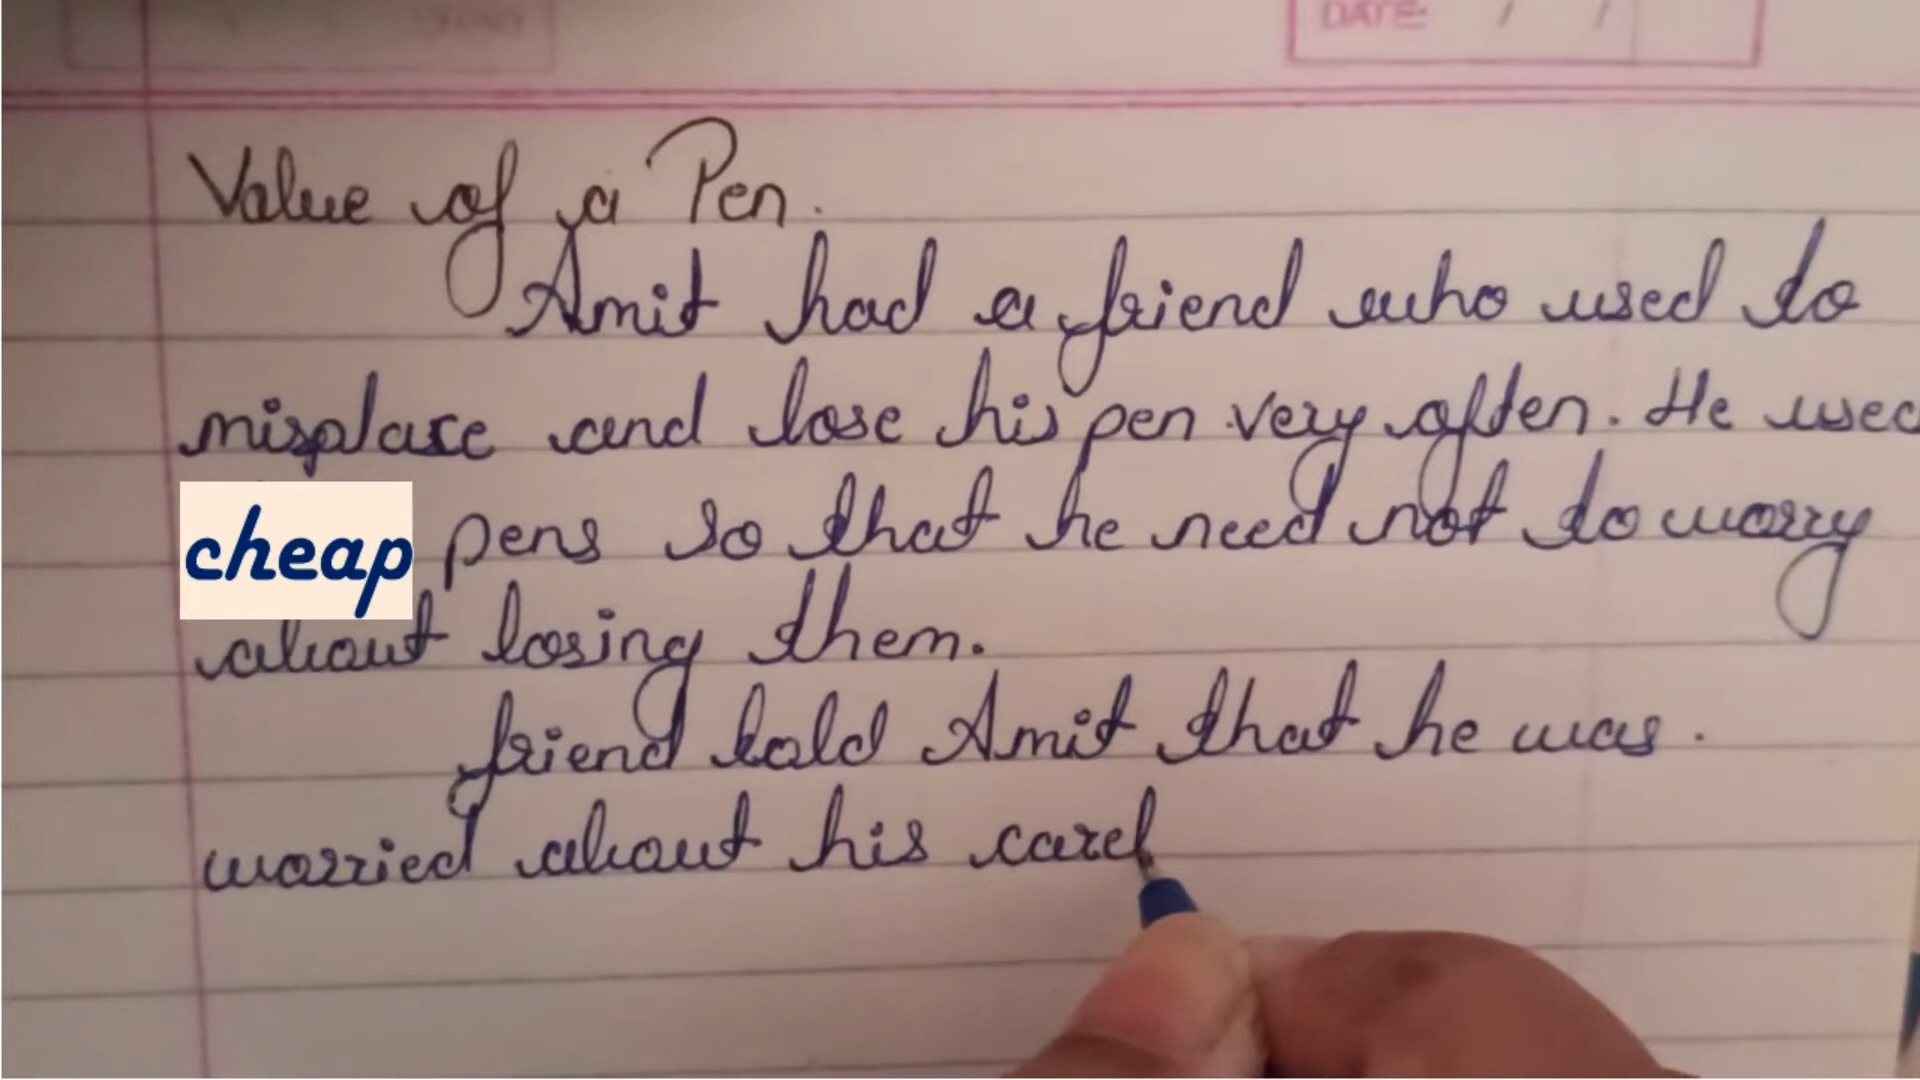 DATE: / /
Value of a Pen.
Amit had a friend who used to
misplace and lose his pen very often. He used
cheap pens so that he need not to worry
about losing them.
friend told Amit that he was.
worried about his carel